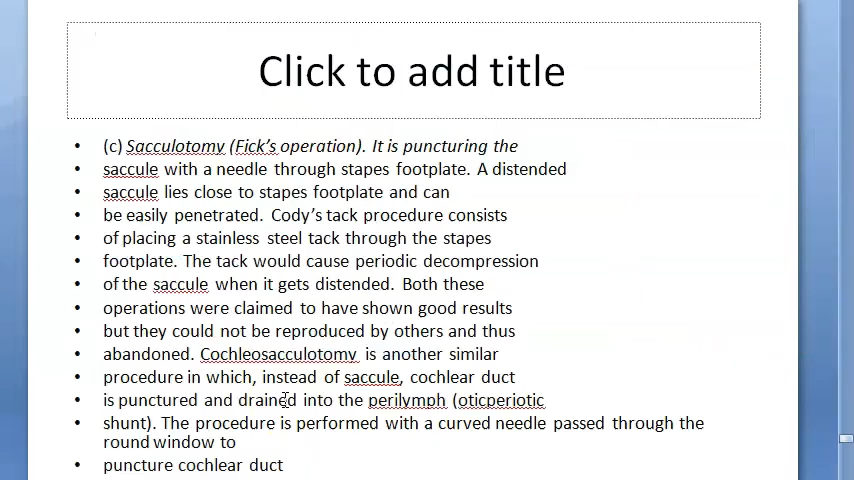 Click to add title
• (c) Sacculotomy (Fick's operation). It is puncturing the
• saccule with a needle through stapes footplate. A distended
• saccule lies close to stapes footplate and can
• be easily penetrated. Cody's tack procedure consists
• of placing a stainless steel tack through the stapes
• footplate. The tack would cause periodic decompression
• of the saccule when it gets distended. Both these
• operations were claimed to have shown good results
• but they could not be reproduced by others and thus
• abandoned. Cochleosacculotomy is another similar
• procedure in which, instead of saccule, cochlear duct
• is punctured and drained into the perilymph (oticperiotic
• shunt). The procedure is performed with a curved needle passed through the
round window to
• puncture cochlear duct